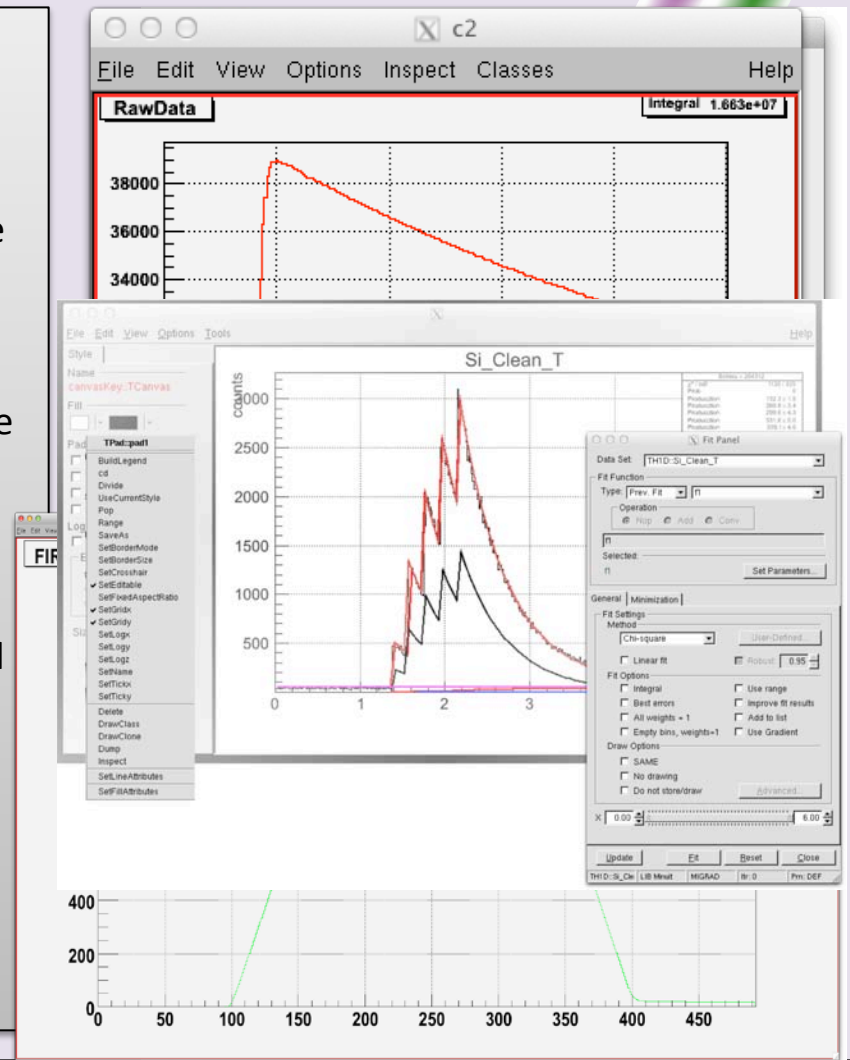 c2
File Edit View Options Inspect Classes Help
RawData
Integral 1.663e+07
38000
36000
34000
e
e
l
File Edit View Options Tools Help
Style
Name
canvasKey::TCanvas
Fill
Pad
Log
TPad::pad1
BuildLegend
cd
Divide
UseCurrentStyle
Pop
Range
SaveAs
SetBorderMode
SetBorderSize
SetCrosshair
SetEditable
SetFixedAspectRatio
SetGridx
SetGridy
SetLogx
SetLogy
SetLogz
SetName
SetTickx
SetTicky
Delete
DrawClass
DrawClone
Dump
Inspect
SetLineAttributes
SetFillAttributes
Si_Clean_T
counts
3000
2500
2000
1500
1000
500
0 1 2 3
Fit Panel
Data Set: TH1D::Si_Clean_T
Fit Function
Type: Prev. Fit f1
Operation
Nop Add Conv
f1
Selected:
f1 Set Parameters...
General Minimization
Fit Settings
Method
Chi-square User-Defined...
Linear fit Robust: 0.95
Fit Options
Integral Use range
Best errors Improve fit results
All weights = 1 Add to list
Empty bins, weights=1 Use Gradient
Draw Options
SAME
No drawing
Do not store/draw Advanced...
X 0.00 6.00
Update Fit Reset Close
TH1D::Si_Cle LIB Minuit MIGRAD Itr: 0 Prn: DEF
File Edit View
FIR
400
200
0
0 50 100 150 200 250 300 350 400 450